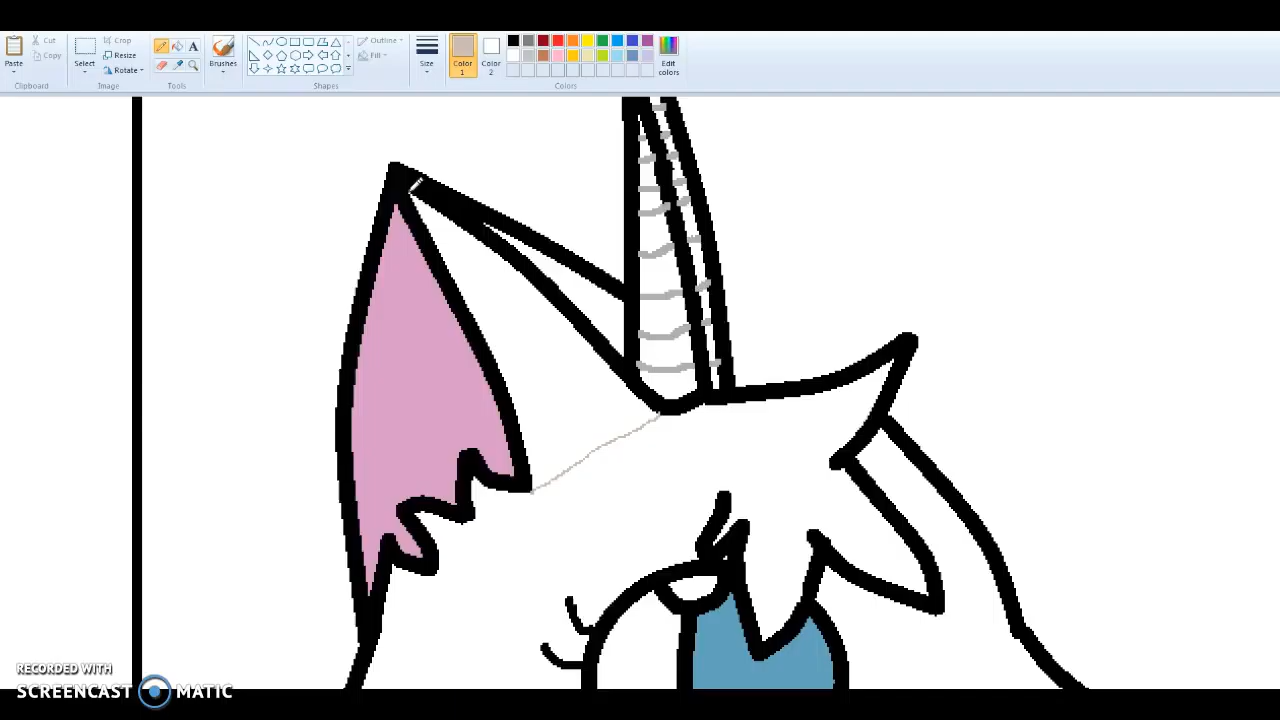 Cut
Copy
Paste
Clipboard
Select
Crop
Resize
Rotate
Image
A
Tools
Brushes
Outline
Fill
Shapes
Size
Color
1
Color
2
Edit
colors
Colors
RECORDED WITH
SCREENCAST MATIC